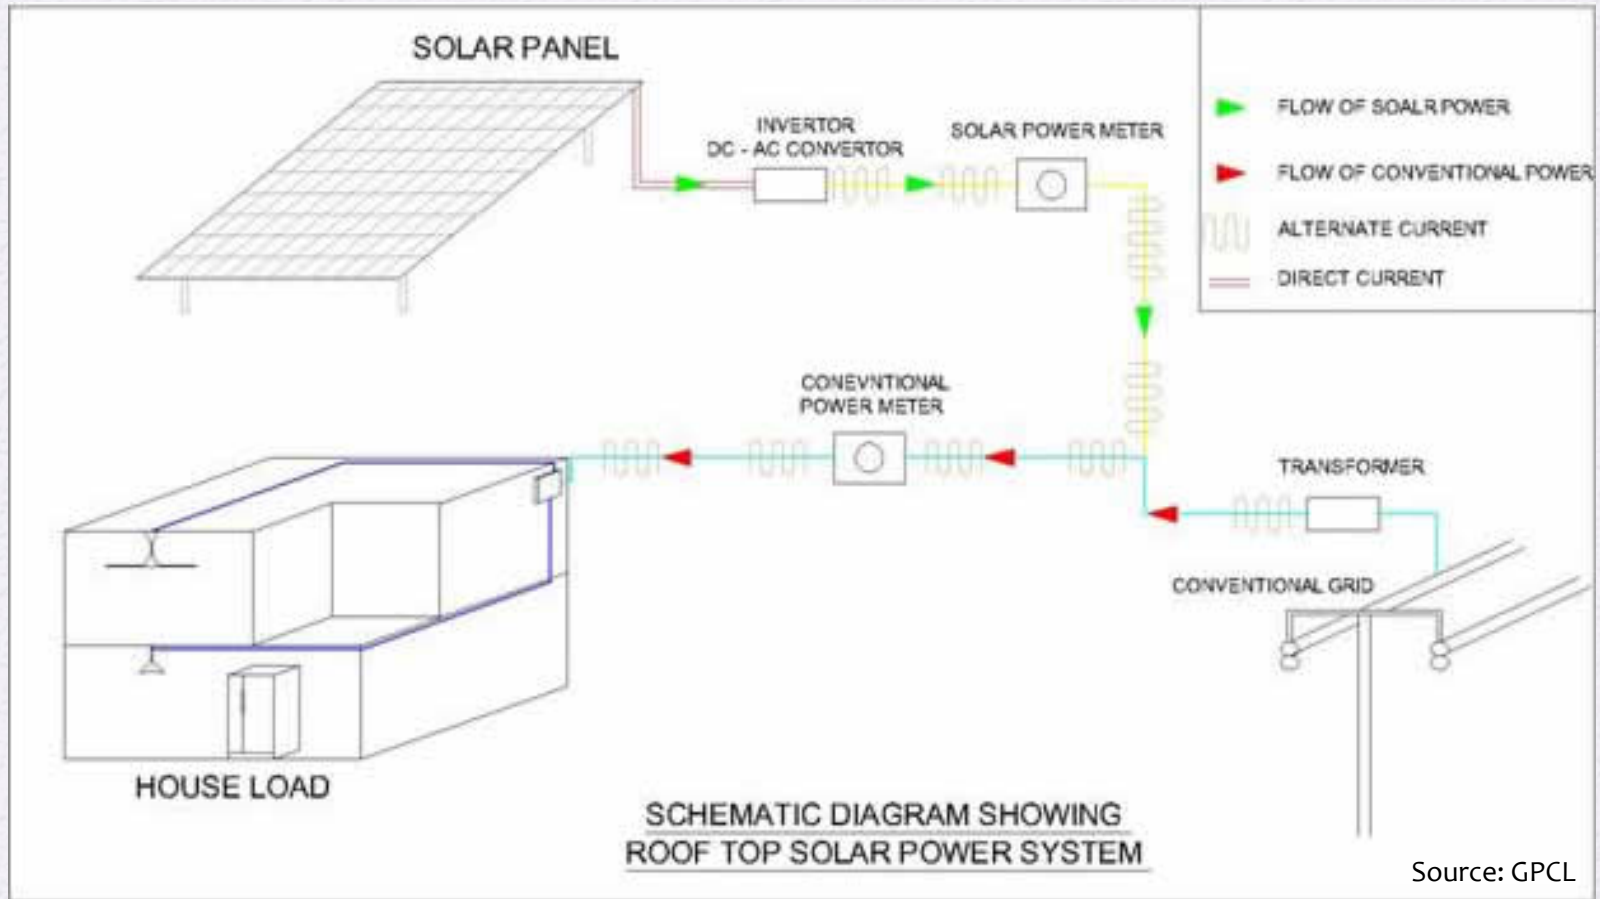 SOLAR PANEL
INVERTOR
DC - AC CONVERTOR
SOLAR POWER METER
FLOW OF SOALR POWER
FLOW OF CONVENTIONAL POWER
ALTERNATE CURRENT
DIRECT CURRENT
CONEVNTIONAL
POWER METER
TRANSFORMER
CONVENTIONAL GRID
HOUSE LOAD
SCHEMATIC DIAGRAM SHOWING
ROOF TOP SOLAR POWER SYSTEM
Source: GPCL